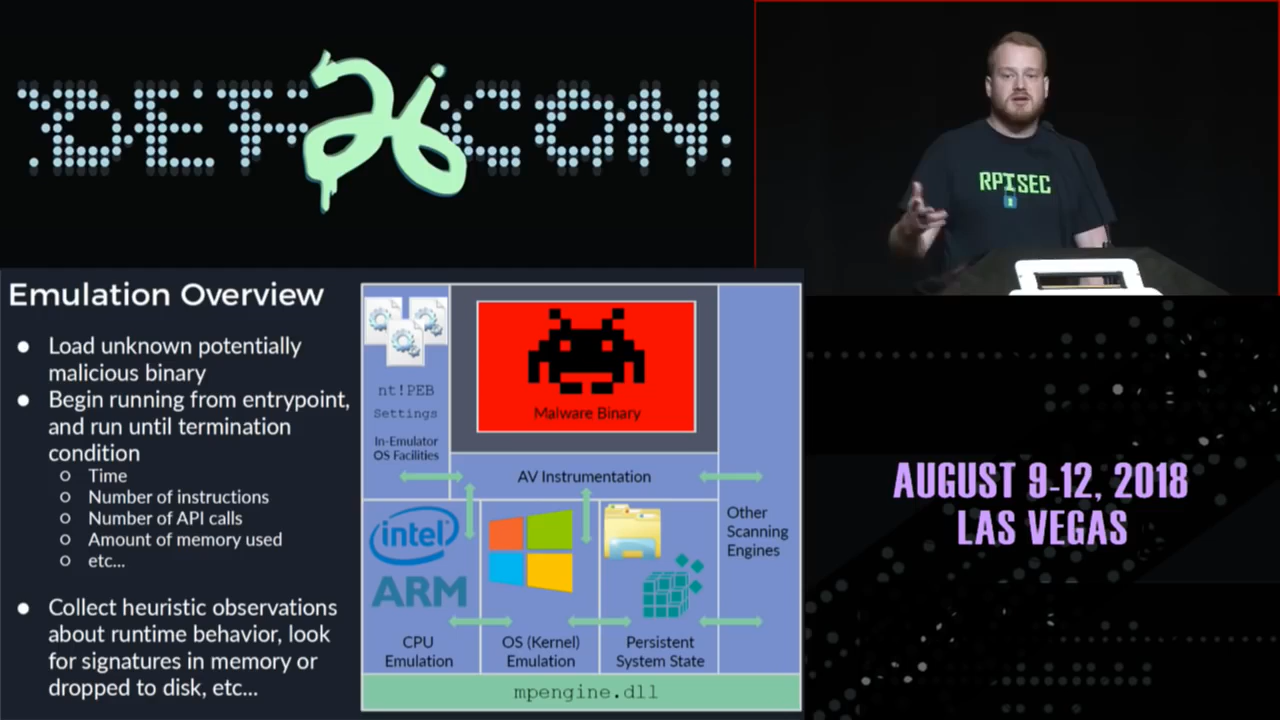 DEF 26 CON
RPISEC
Emulation Overview
● Load unknown potentially
malicious binary
● Begin running from entrypoint,
and run until termination
condition
○ Time
○ Number of instructions
○ Number of API calls
○ Amount of memory used
○ etc...
● Collect heuristic observations
about runtime behavior, look
for signatures in memory or
dropped to disk, etc...
nt!PEB
Settings
In-Emulator
OS Facilities
Malware Binary
AV Instrumentation
Other
Scanning
Engines
intel
ARM
CPU
Emulation
OS (Kernel)
Emulation
Persistent
System State
mpengine.dll
AUGUST 9-12, 2018
LAS VEGAS